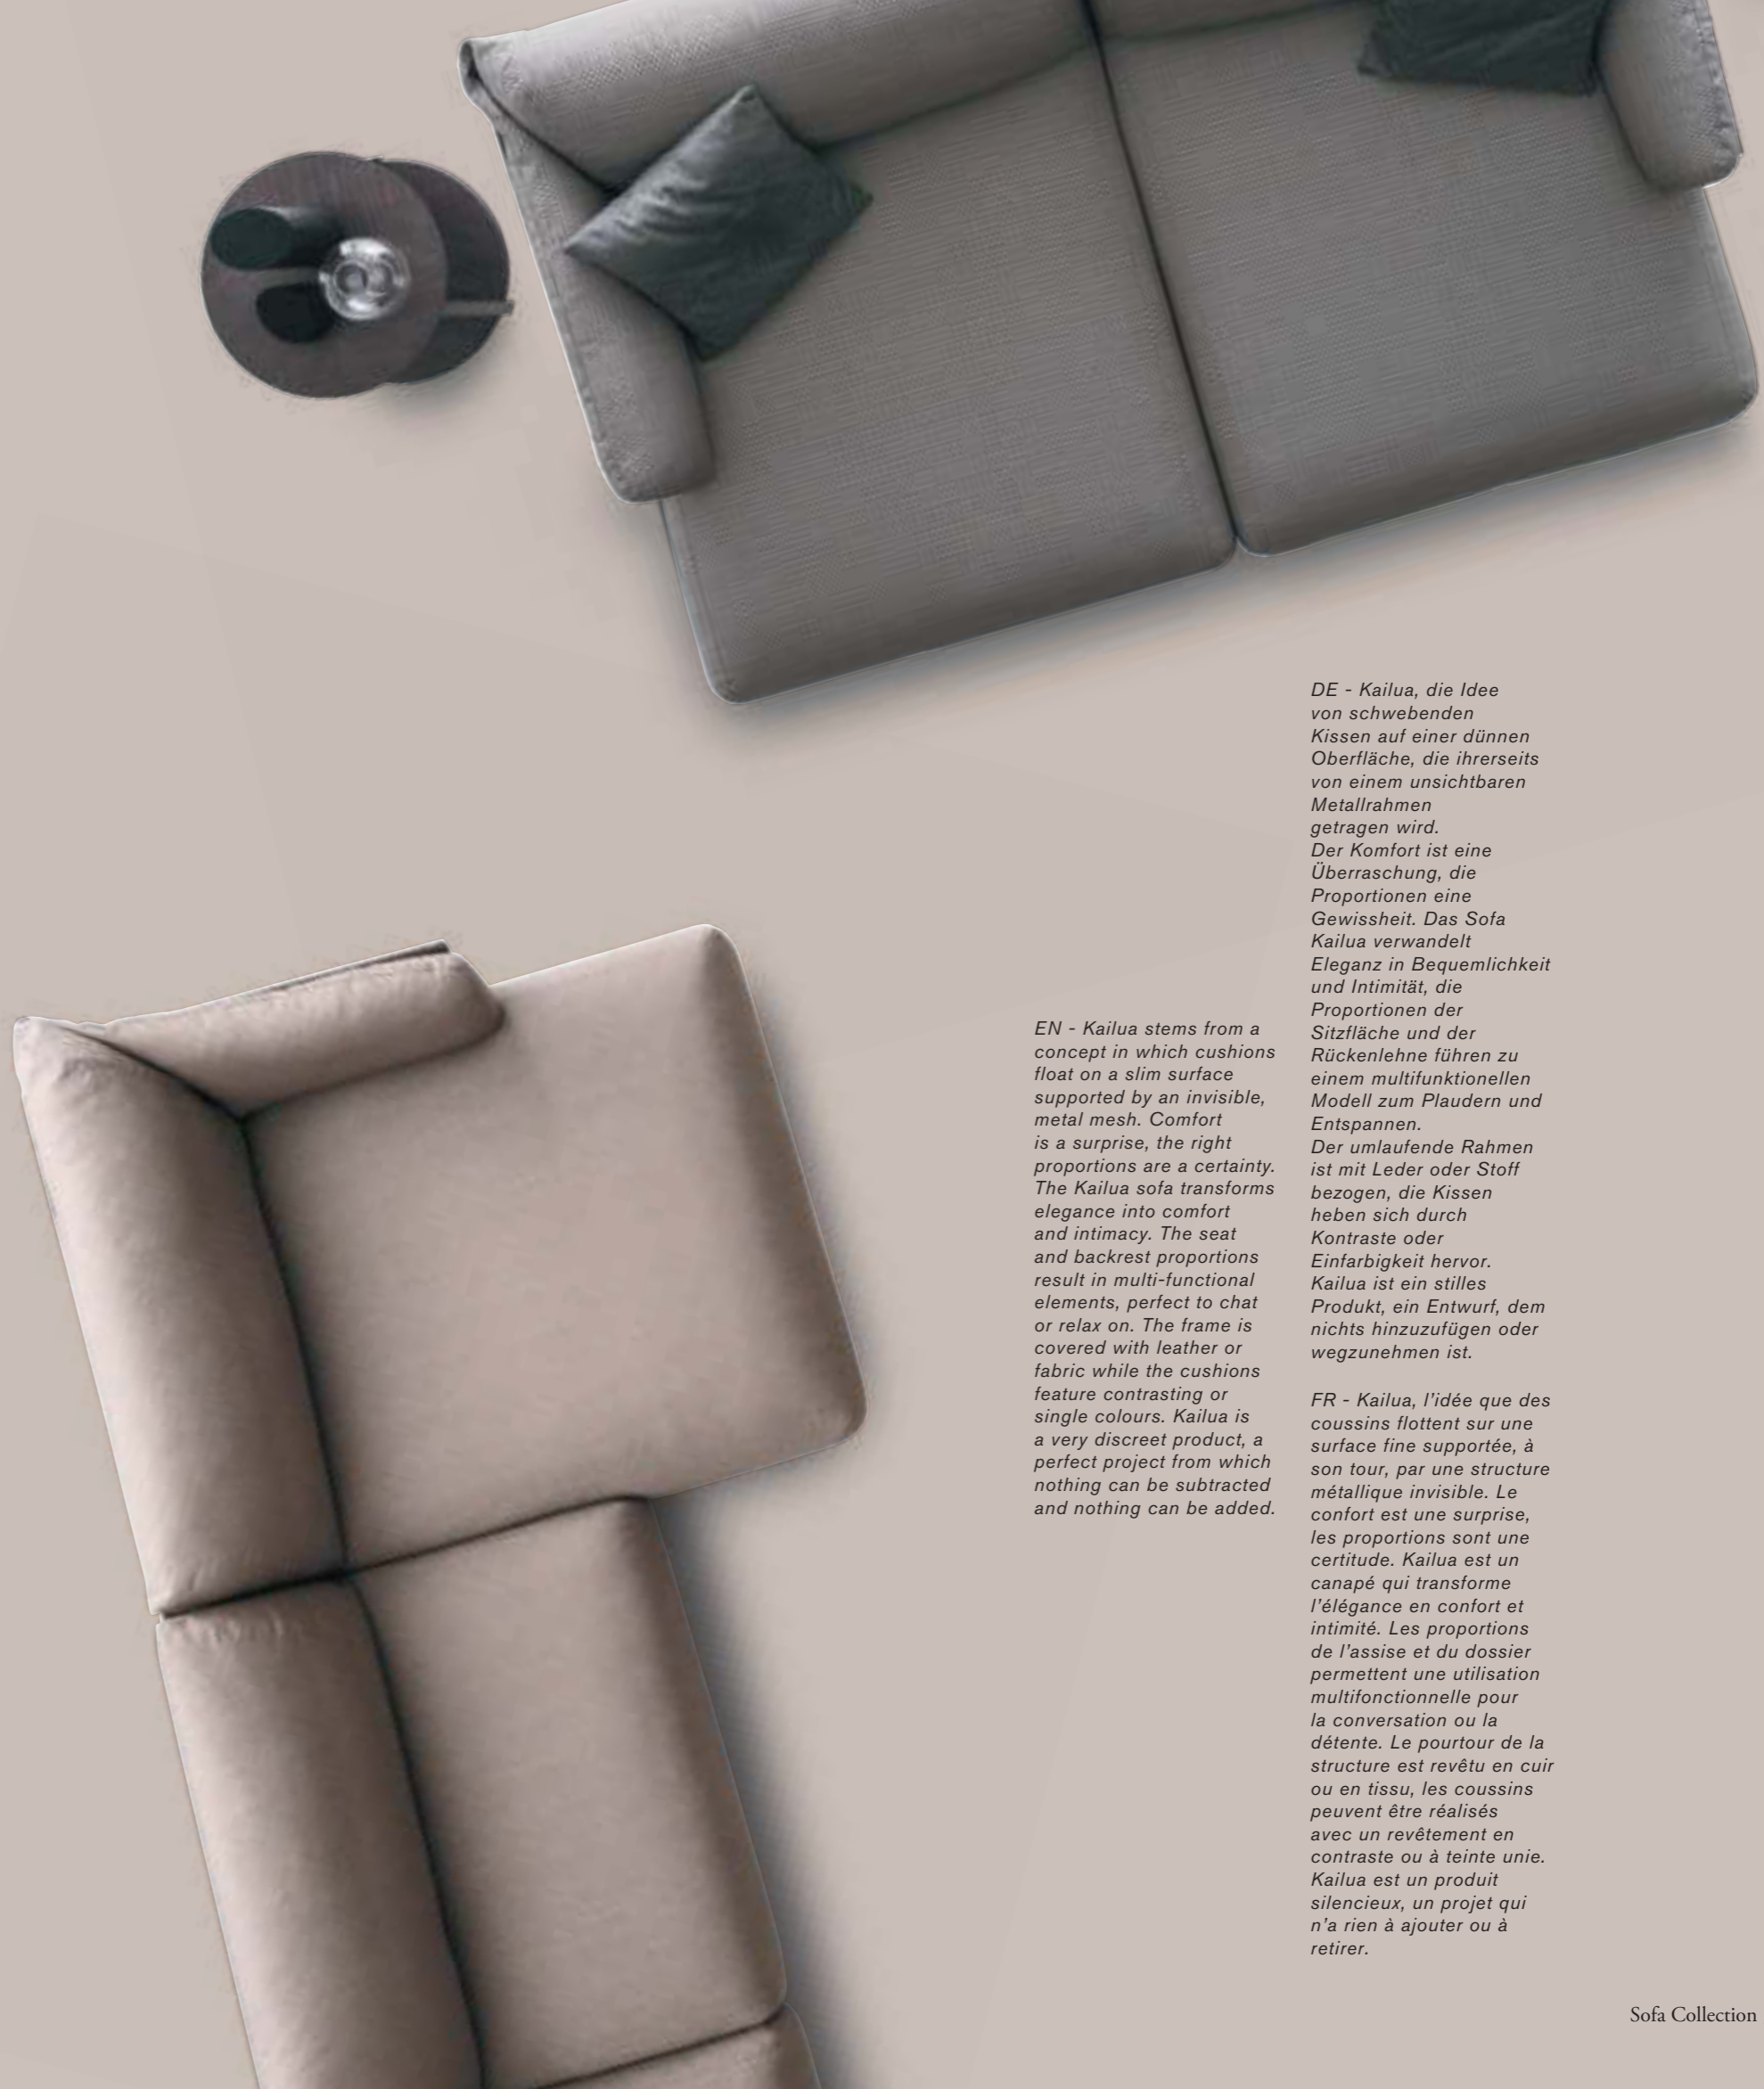 EN - Kailua stems from a
concept in which cushions
float on a slim surface
supported by an invisible,
metal mesh. Comfort
is a surprise, the right
proportions are a certainty.
The Kailua sofa transforms
elegance into comfort
and intimacy. The seat
and backrest proportions
result in multi-functional
elements, perfect to chat
or relax on. The frame is
covered with leather or
fabric while the cushions
feature contrasting or
single colours. Kailua is
a very discreet product, a
perfect project from which
nothing can be subtracted
and nothing can be added.
DE - Kailua, die Idee
von schwebenden
Kissen auf einer dünnen
Oberfläche, die ihrerseits
von einem unsichtbaren
Metallrahmen
getragen wird.
Der Komfort ist eine
Überraschung, die
Proportionen eine
Gewissheit. Das Sofa
Kailua verwandelt
Eleganz in Bequemlichkeit
und Intimität, die
Proportionen der
Sitzfläche und der
Rückenlehne führen zu
einem multifunktionellen
Modell zum Plaudern und
Entspannen.
Der umlaufende Rahmen
ist mit Leder oder Stoff
bezogen, die Kissen
heben sich durch
Kontraste oder
Einfarbigkeit hervor.
Kailua ist ein stilles
Produkt, ein Entwurf, dem
nichts hinzuzufügen oder
wegzunehmen ist.
FR - Kailua, l'idée que des
coussins flottent sur une
surface fine supportée, à
son tour, par une structure
métallique invisible. Le
confort est une surprise,
les proportions sont une
certitude. Kailua est un
canapé qui transforme
l'élégance en confort et
intimité. Les proportions
de l'assise et du dossier
permettent une utilisation
multifonctionnelle pour
la conversation ou la
détente. Le pourtour de la
structure est revêtu en cuir
ou en tissu, les coussins
peuvent être réalisés
avec un revêtement en
contraste ou à teinte unie.
Kailua est un produit
silencieux, un projet qui
n'a rien à ajouter ou à
retirer.
Sofa Collection